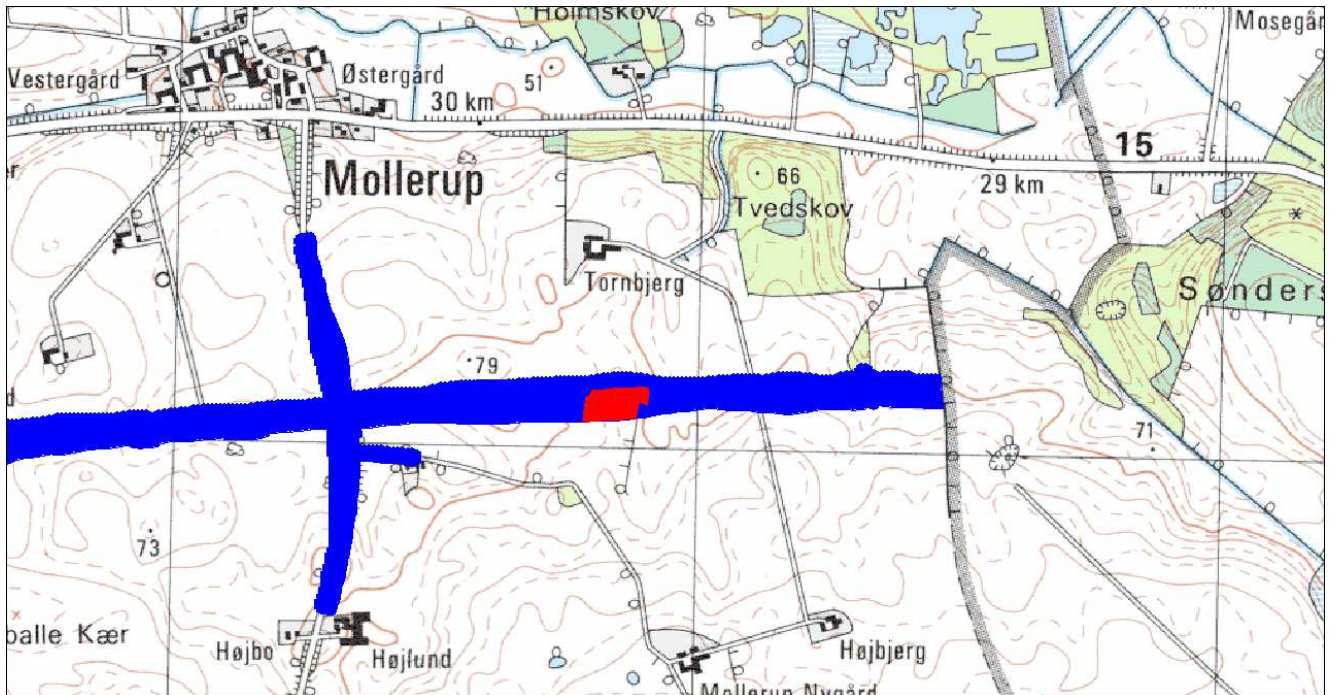 Holmskov
Mosegår
Vestergård
Østergård
51
30 km
15
Mollerup
66
29 km
Tvedskov
Tornbjerg
Sønders
79
71
73
balle Kær
Højbo
Højlund
Højbjerg
Mollerup Nygård